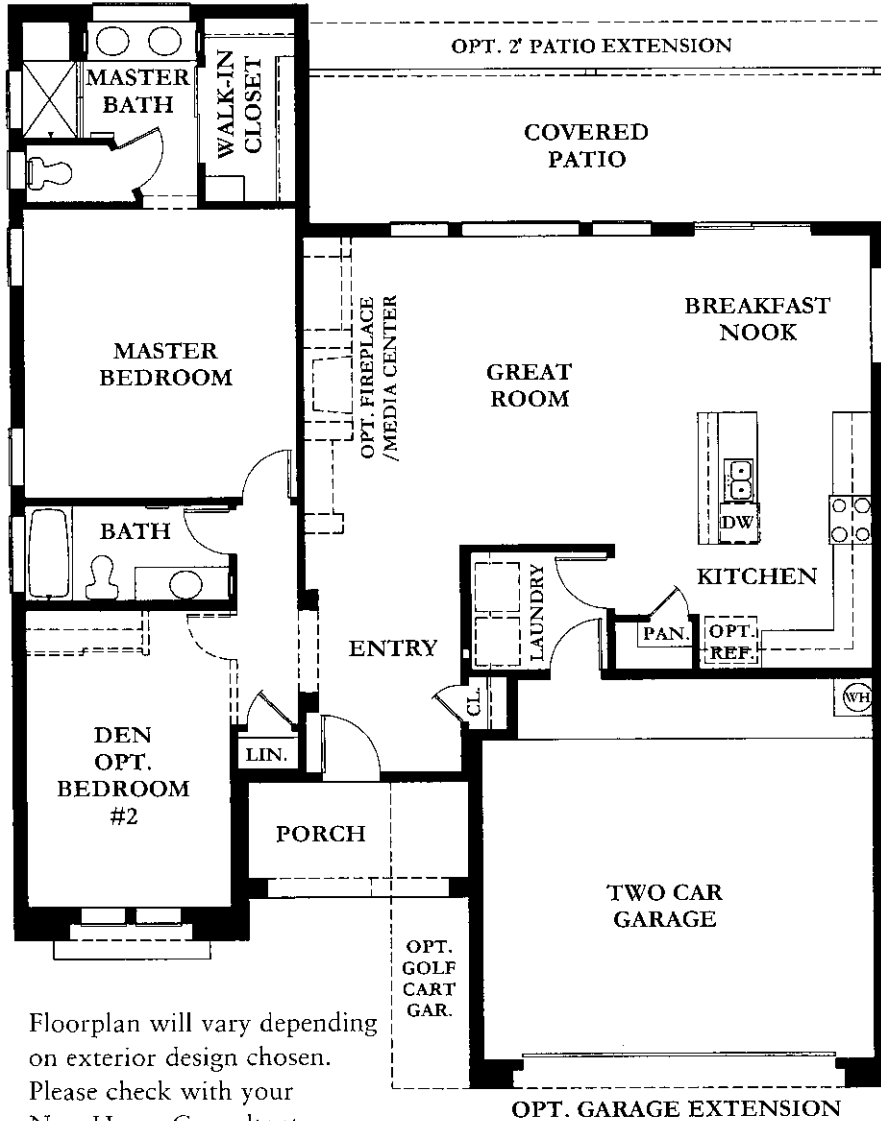 OPT. 2' PATIO EXTENSION
MASTER
BATH
WALK-IN
CLOSET
COVERED
PATIO
MASTER
BEDROOM
OPT. FIREPLACE
/MEDIA CENTER
GREAT
ROOM
BREAKFAST
NOOK
DW
BATH
LAUNDRY
KITCHEN
PAN.
OPT.
REF.
ENTRY
CL.
WH
DEN
OPT.
BEDROOM
#2
LIN.
PORCH
TWO CAR
GARAGE
OPT.
GOLF
CART
GAR.
Floorplan will vary depending
on exterior design chosen.
Please check with your
OPT. GARAGE EXTENSION